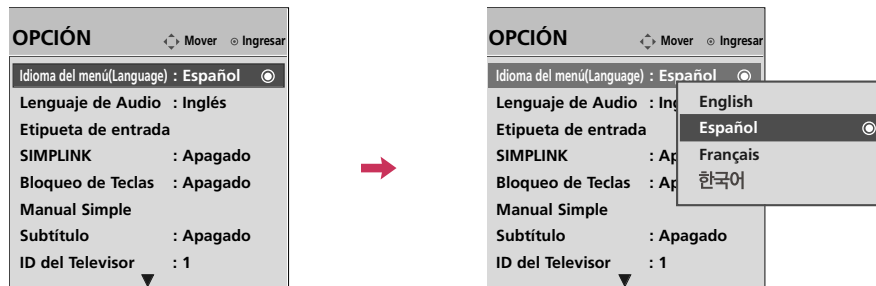 OPCIÓN Mover Ingresar
Idioma del menú(Language) : Español
Lenguaje de Audio : Inglés
Etipueta de entrada
SIMPLINK : Apagado
Bloqueo de Teclas : Apagado
Manual Simple
Subtítulo : Apagado
ID del Televisor : 1
OPCIÓN Mover Ingresar
Idioma del menú(Language) : Español
Lenguaje de Audio : Ing
Etipueta de entrada
SIMPLINK : Ap
Bloqueo de Teclas : Ap
Manual Simple
Subtítulo : Apagado
ID del Televisor : 1
English
Español
Français
한국어